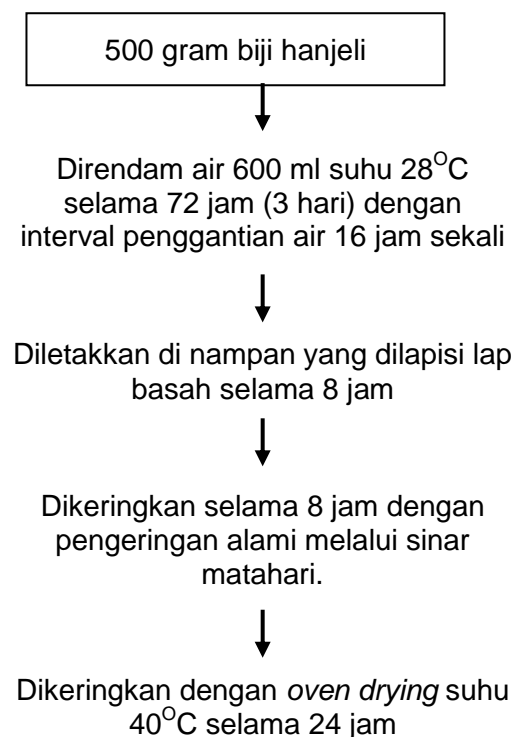 500 gram biji hanjeli
Direndam air 600 ml suhu 28°C
selama 72 jam (3 hari) dengan
interval penggantian air 16 jam sekali
Diletakkan di nampan yang dilapisi lap
basah selama 8 jam
Dikeringkan selama 8 jam dengan
pengeringan alami melalui sinar
matahari.
Dikeringkan dengan oven drying suhu
40°C selama 24 jam